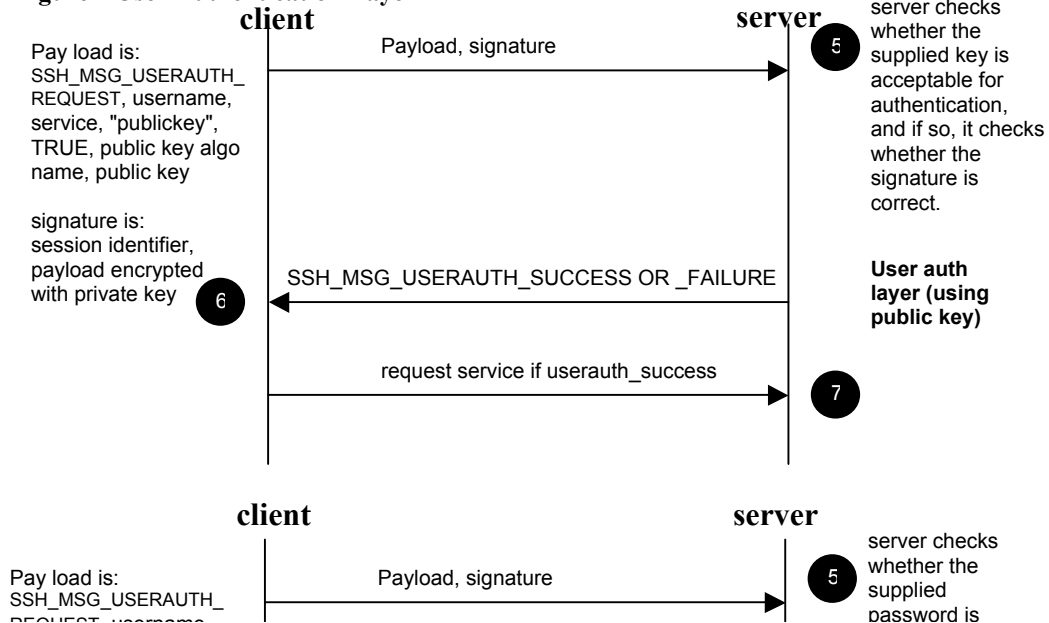 client
server
Pay load is:
SSH_MSG_USERAUTH_
REQUEST, username,
service, "publickey",
TRUE, public key algo
name, public key
signature is:
session identifier,
payload encrypted
with private key
Payload, signature
5
server checks
whether the
supplied key is
acceptable for
authentication,
and if so, it checks
whether the
signature is
correct.
6
SSH_MSG_USERAUTH_SUCCESS OR _FAILURE
User auth
layer (using
public key)
request service if userauth_success
7
client
server
Pay load is:
SSH_MSG_USERAUTH_
REQUEST, username
Payload, signature
5
server checks
whether the
supplied
password is